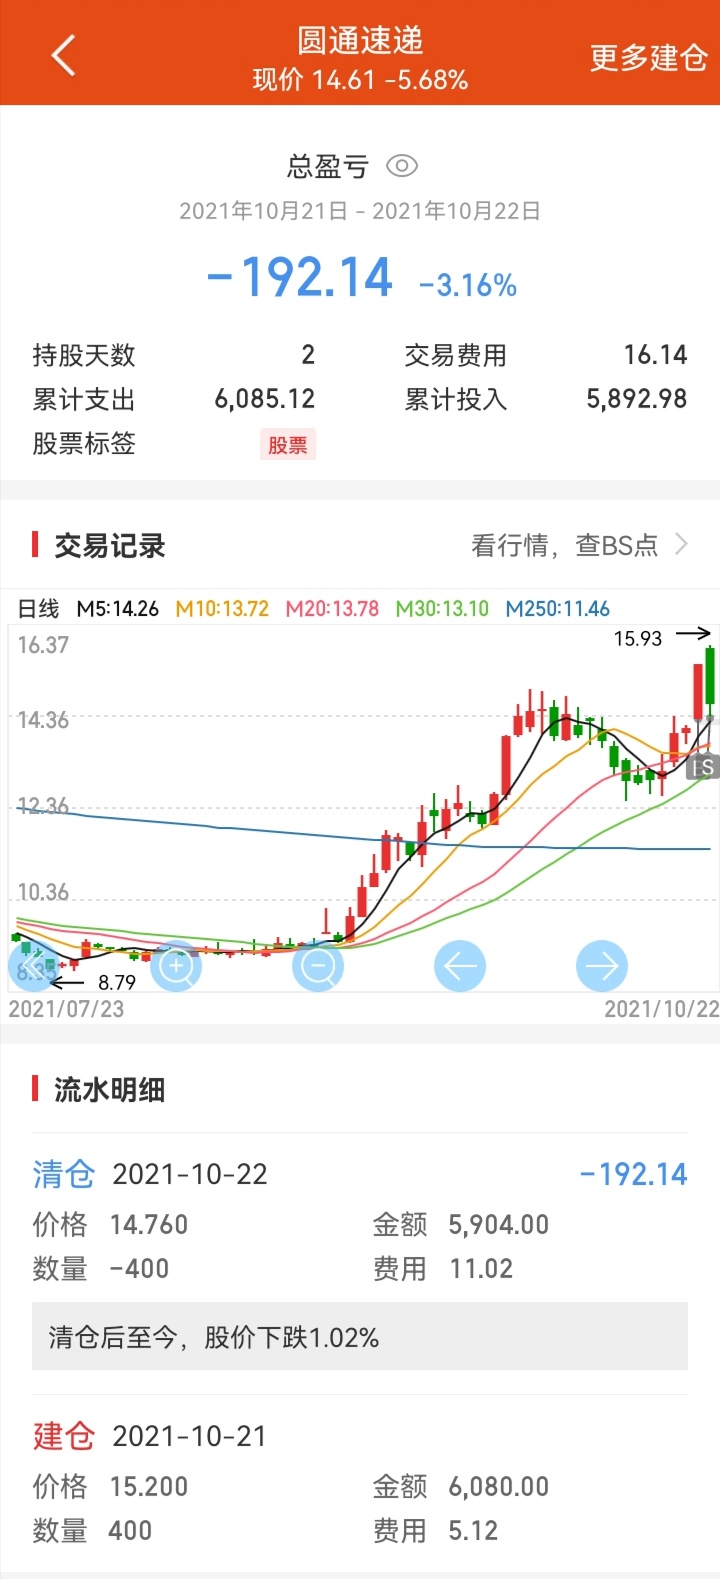 圆通速递
现价 14.61 -5.68%
更多建仓
总盈亏
2021年10月21日 - 2021年10月22日
-192.14 -3.16%
持股天数 2 交易费用 16.14
累计支出 6,085.12 累计投入 5,892.98
股票标签 股票
交易记录 看行情，查BS点
日线 M5:14.26 M10:13.72 M20:13.78 M30:13.10 M250:11.46
16.37
15.93
14.36
S
12.36
10.36
8.79
2021/07/23 2021/10/22
流水明细
清仓 2021-10-22 -192.14
价格 14.760 金额 5,904.00
数量 -400 费用 11.02
清仓后至今，股价下跌1.02%
建仓 2021-10-21
价格 15.200 金额 6,080.00
数量 400 费用 5.12